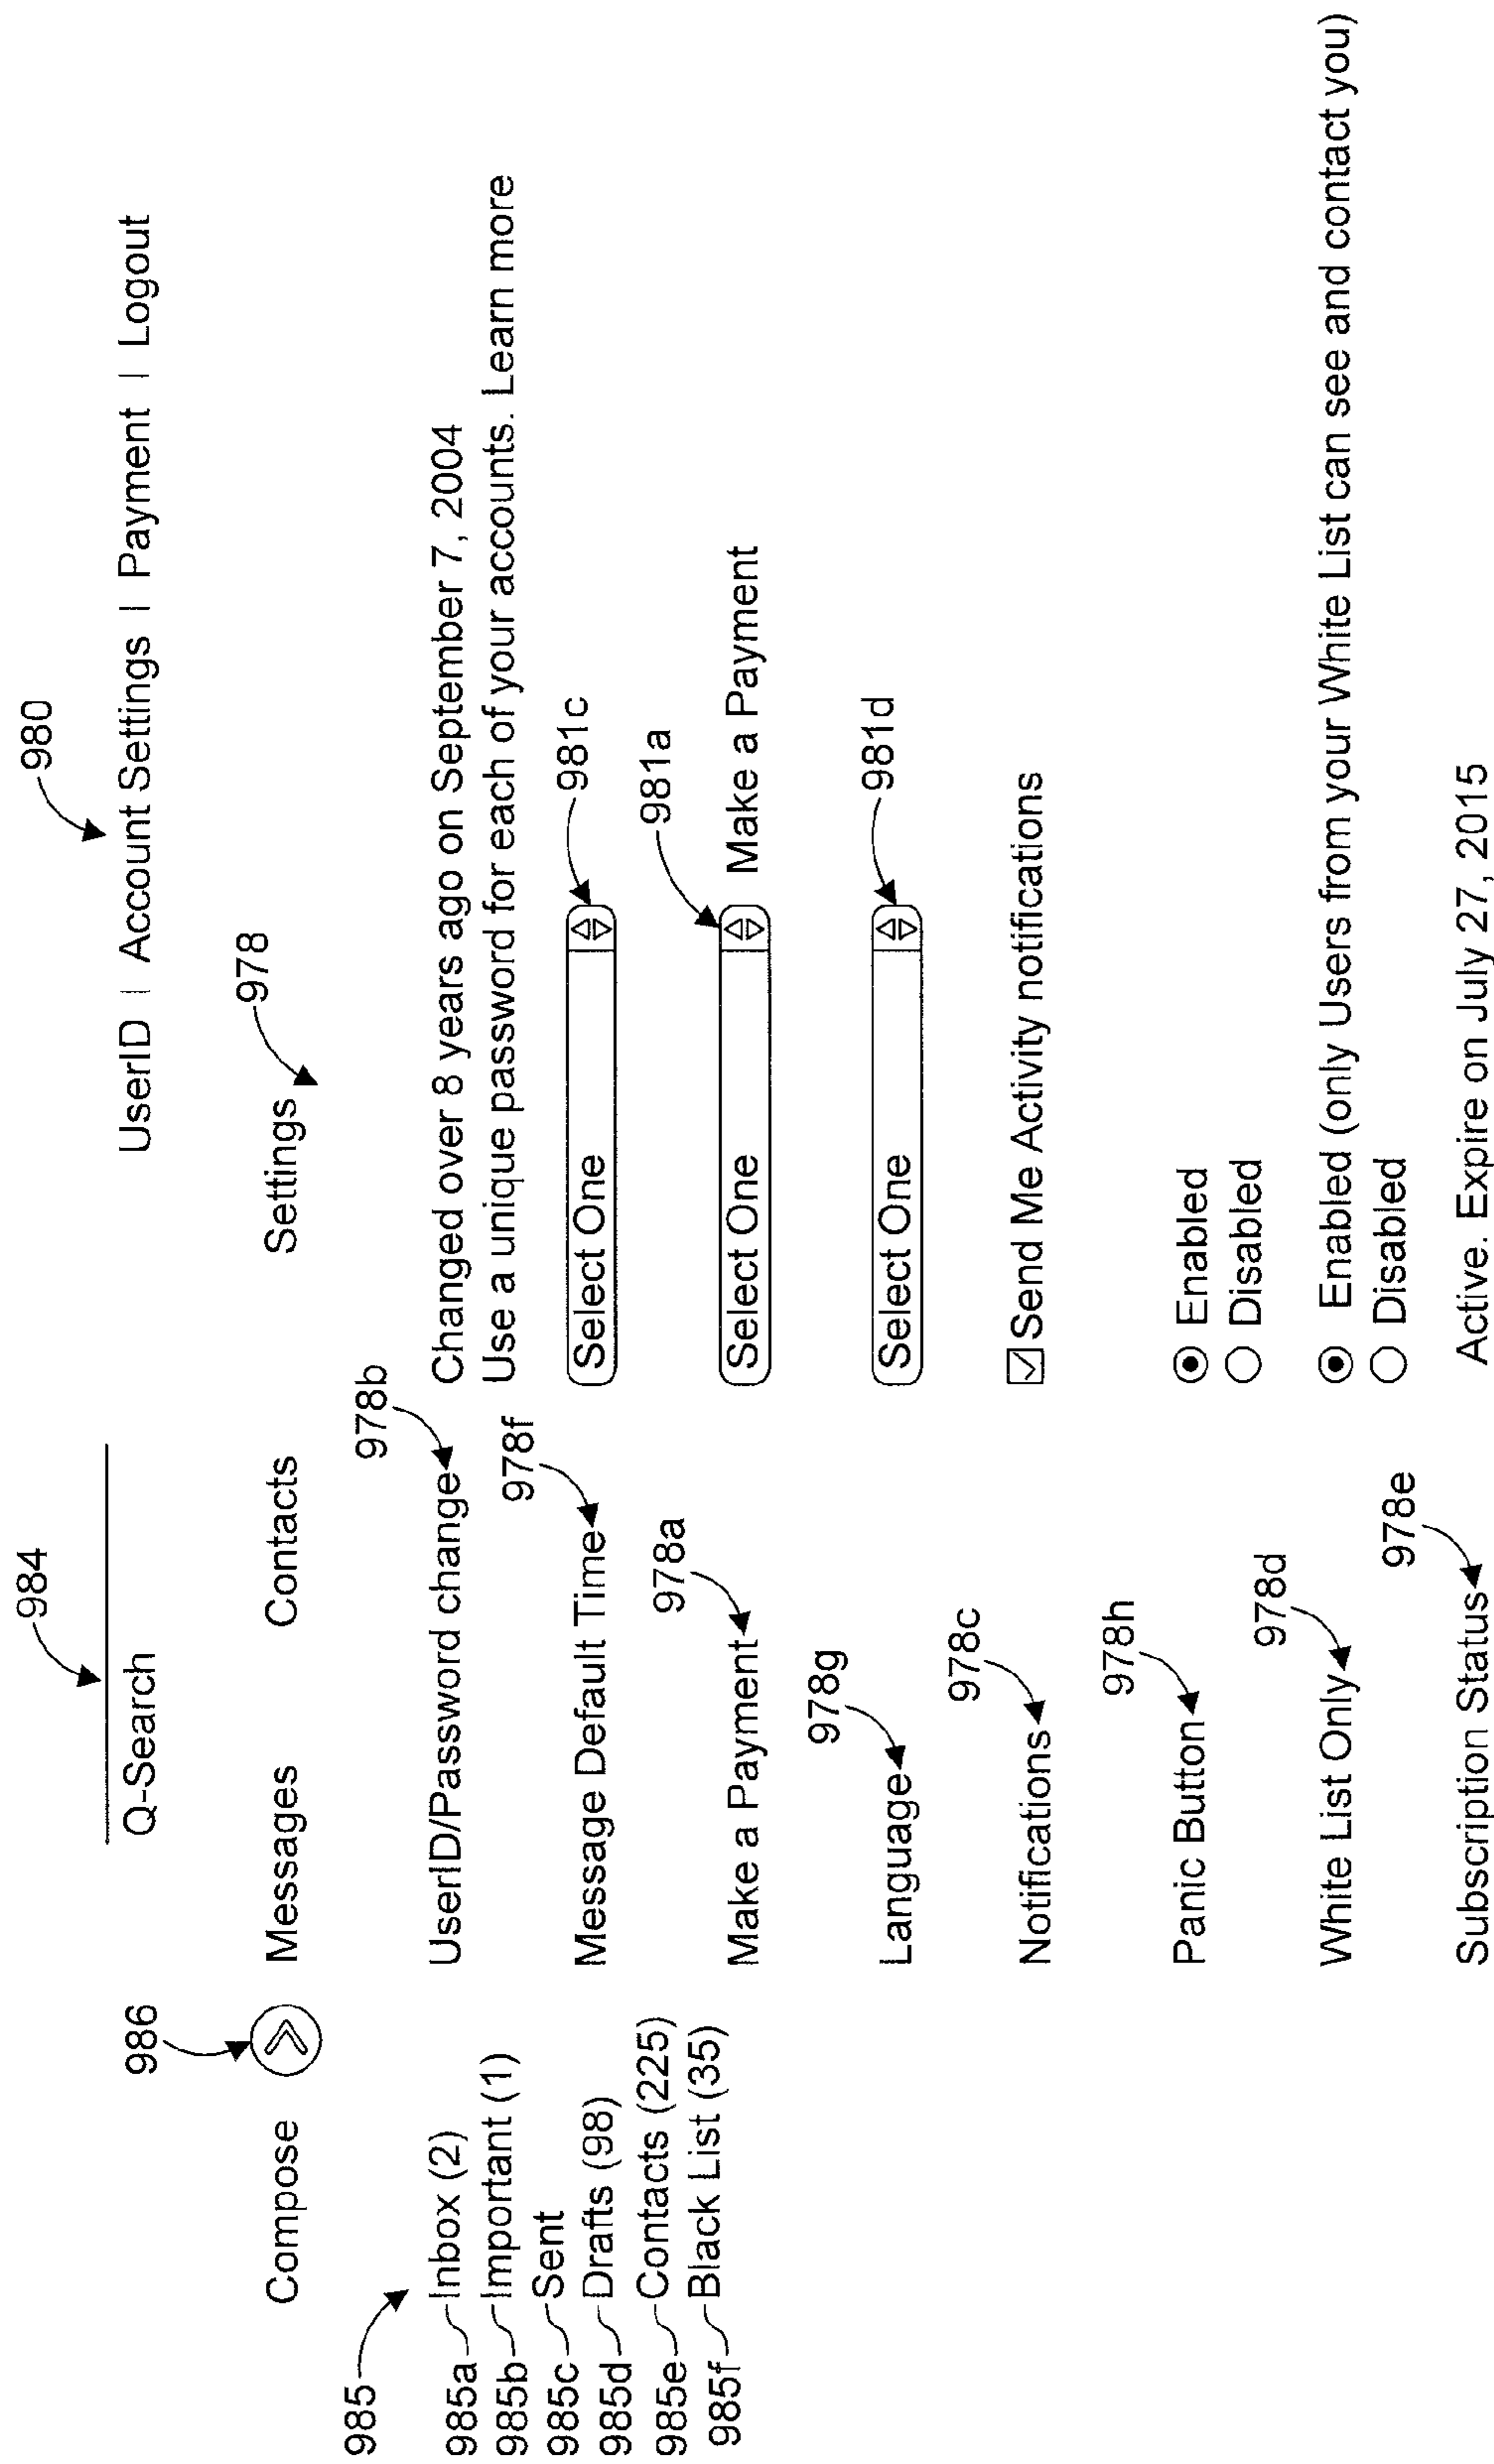 984
980
Q-Search
UserID | Account Settings | Payment | Logout
986
978
Compose
Messages
Contacts
Settings
985
985a Inbox (2)
985b Important (1)
985c Sent
985d Drafts (98)
985e Contacts (225)
985f Black List (35)
978b
UserID/Password change
Changed over 8 years ago on September 7, 2004
Use a unique password for each of your accounts. Learn more
978f
Message Default Time
Select One
981c
978a
981a
Make a Payment
Select One
Make a Payment
978g
Language
Select One
981d
978c
Notifications
Send Me Activity notifications
978h
Panic Button
Enabled
Disabled
978d
White List Only
Enabled (only Users from your White List can see and contact you)
Disabled
978e
Subscription Status
Active. Expire on July 27, 2015